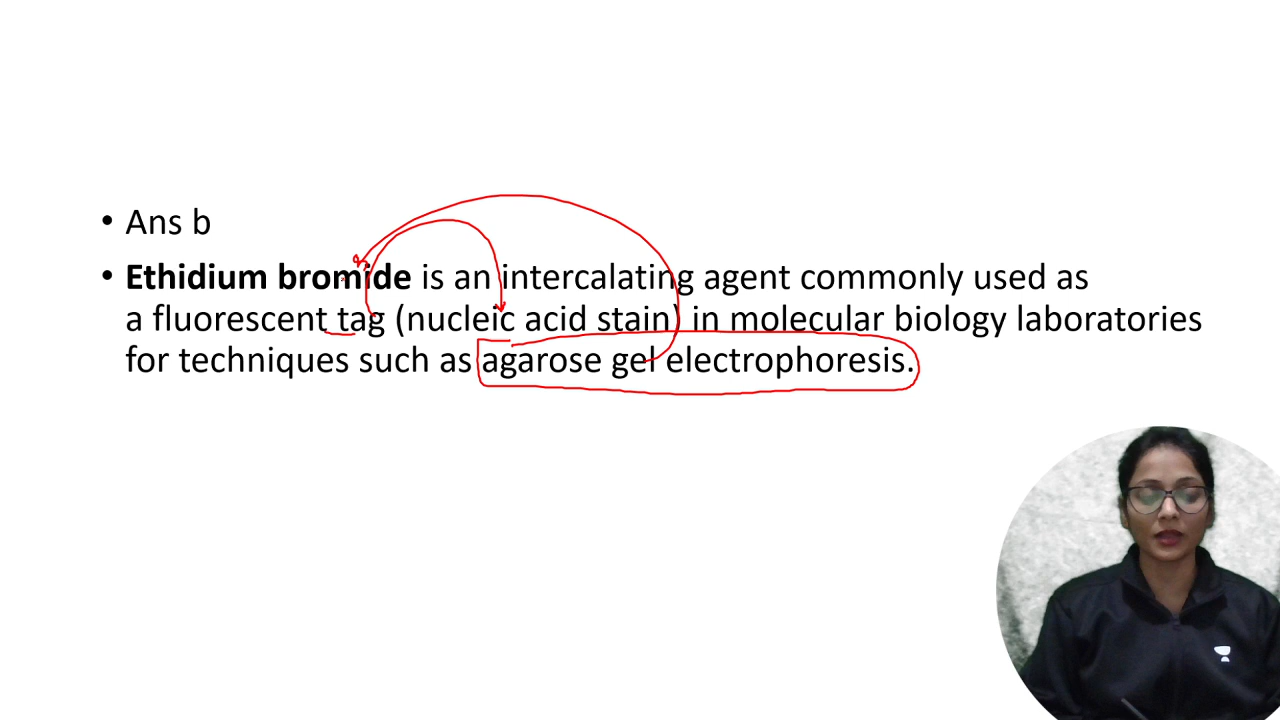 • Ans b
• Ethidium bromide is an intercalating agent commonly used as
a fluorescent tag (nucleic acid stain) in molecular biology laboratories
for techniques such as agarose gel electrophoresis.